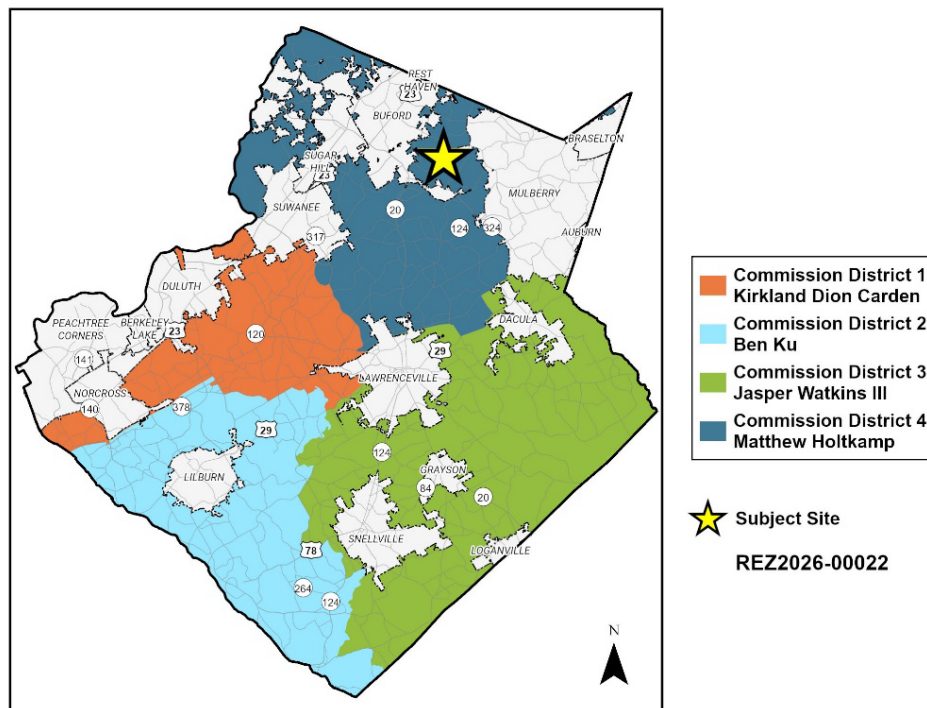 REST
HAVEN
23
BUFORD
BRASELTON
SUGAR
HILL
23
MULBERRY
SUWANEE
20
124
324
AUBURN
317
DULUTH
DACULA
PEACHTREE
CORNERS
BERKELEY
LAKE
23
120
141
29
LAWRENCEVILLE
NORCROSS
140
378
29
124
LILBURN
GRAYSON
84
20
SNELLVILLE
LOGANVILLE
78
264
124
N
Commission District 1
Kirkland Dion Carden
Commission District 2
Ben Ku
Commission District 3
Jasper Watkins III
Commission District 4
Matthew Holtkamp
Subject Site
REZ2026-00022